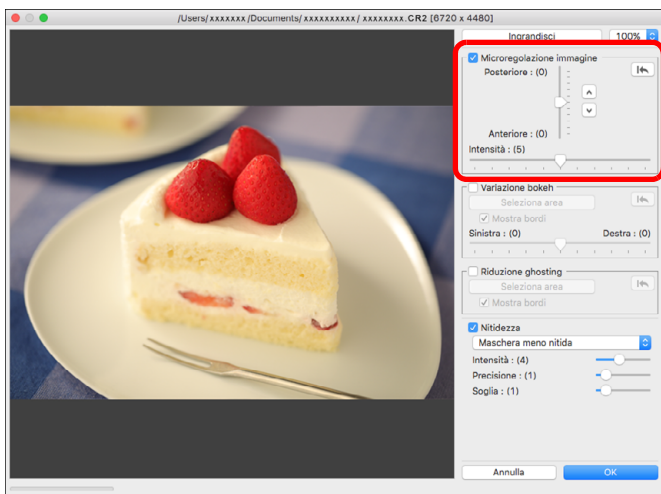 /Users/xxxxxxx/Documents/xxxxxxxxxx/xxxxxxxx.CR2 [6720 x 4480]
Ingrandisci 100%
Microregolazione immagine
Posteriore : (0)
Anteriore : (0)
Intensità : (5)
Variazione bokeh
Seleziona area
Mostra bordi
Sinistra : (0) Destra : (0)
Riduzione ghosting
Seleziona area
Mostra bordi
Nitidezza
Maschera meno nitida
Intensità : (4)
Precisione : (1)
Soglia : (1)
Annulla OK